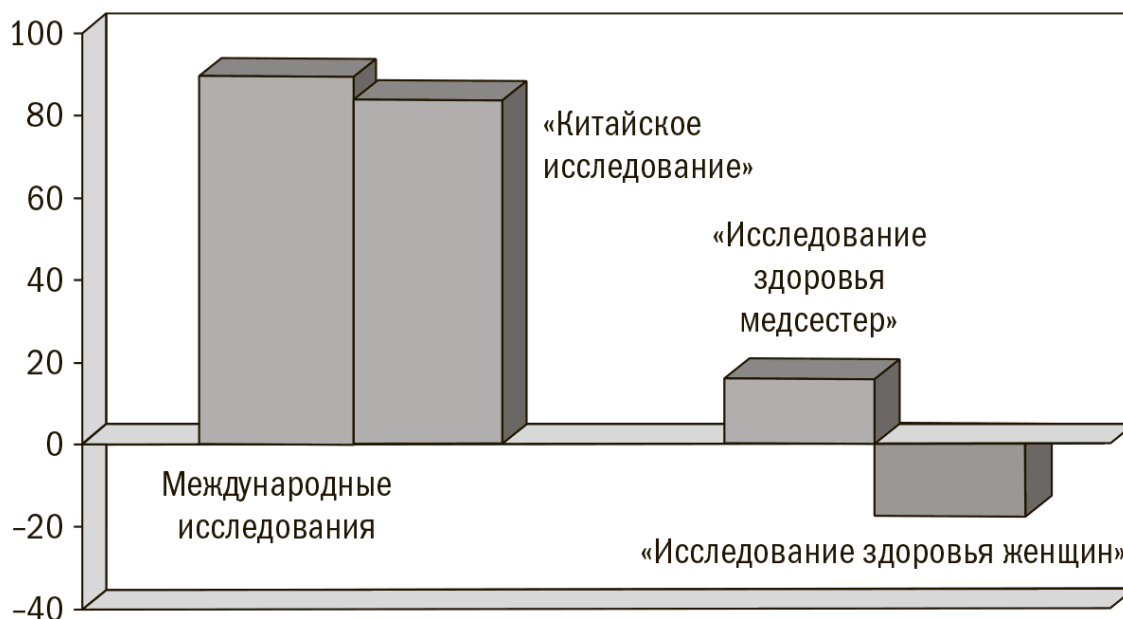 100
80
60
40
20
0
–20
–40
«Китайское
исследование»
«Исследование
здоровья
медсестер»
Международные
исследования
«Исследование здоровья женщин»